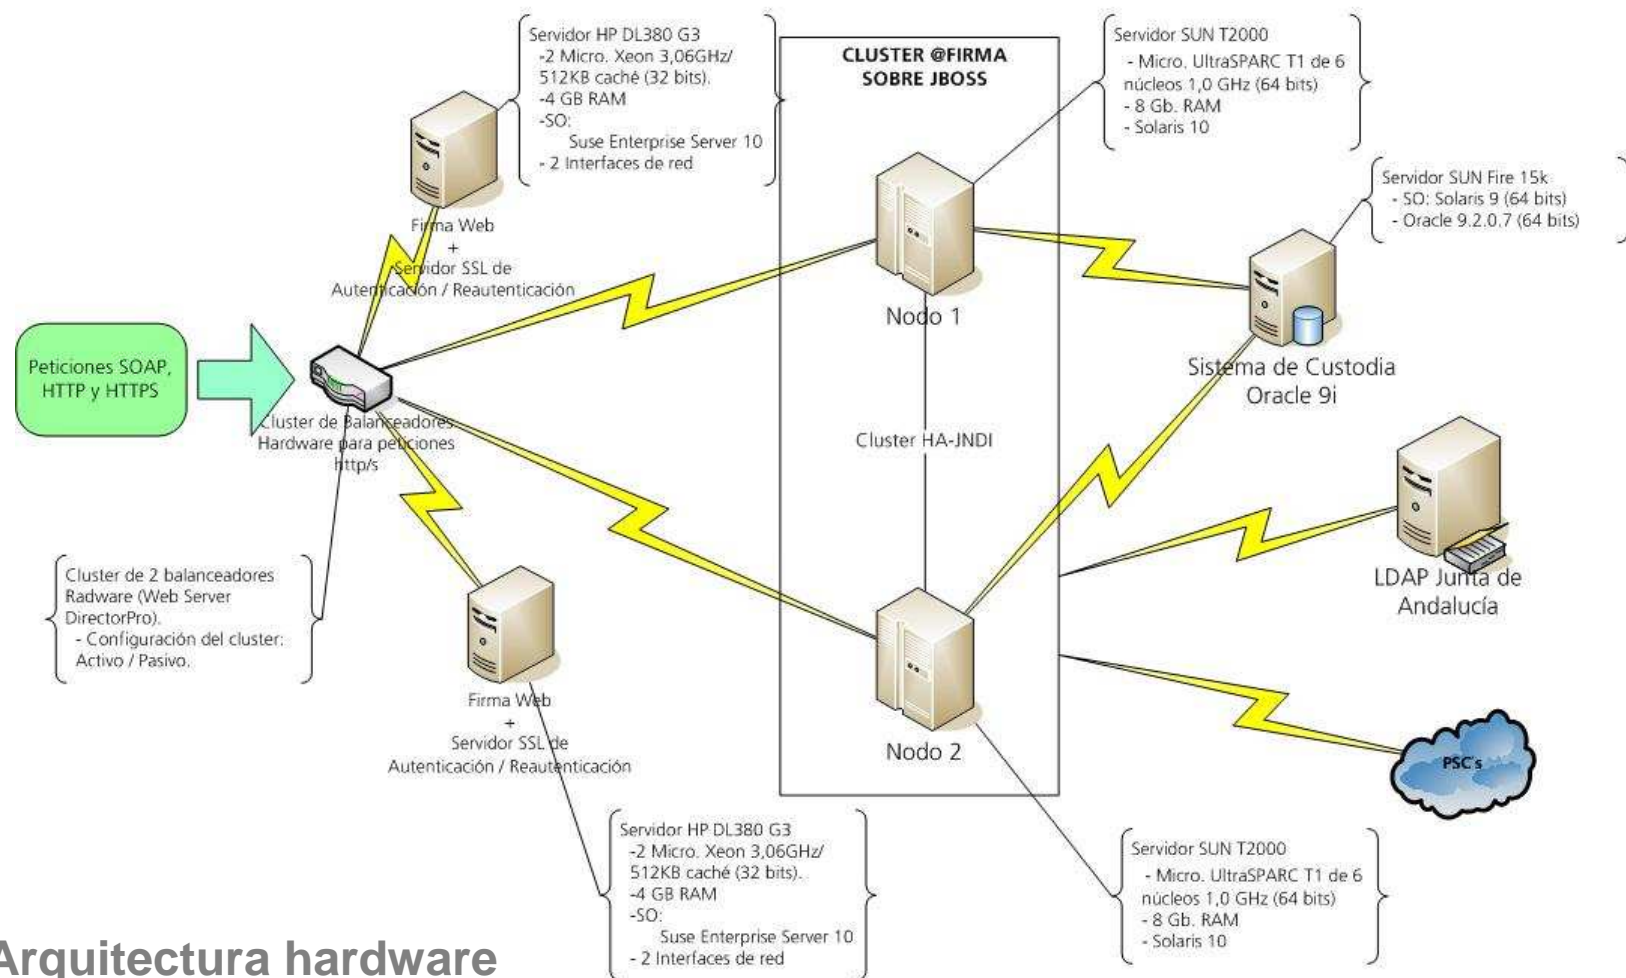 Servidor HP DL380 G3
-2 Micro. Xeon 3,06GHz/
512KB caché (32 bits).
-4 GB RAM
-SO:
Suse Enterprise Server 10
- 2 Interfaces de red
CLUSTER @FIRMA
SOBRE JBOSS
Servidor SUN T2000
- Micro. UltraSPARC T1 de 6
núcleos 1,0 GHz (64 bits)
- 8 Gb. RAM
- Solaris 10
Servidor SUN Fire 15k
- SO: Solaris 9 (64 bits)
- Oracle 9.2.0.7 (64 bits)
Firma Web
+
Servidor SSL de
Autenticación / Reautenticación
Nodo 1
Sistema de Custodia
Oracle 9i
Peticiones SOAP,
HTTP y HTTPS
Cluster de Balanceadores
Hardware para peticiones
http/s
Cluster HA-JNDI
LDAP Junta de
Andalucía
Cluster de 2 balanceadores
Radware (Web Server
DirectorPro).
- Configuración del cluster:
Activo / Pasivo.
Firma Web
+
Servidor SSL de
Autenticación / Reautenticación
Nodo 2
PSC's
Servidor HP DL380 G3
-2 Micro. Xeon 3,06GHz/
512KB caché (32 bits).
-4 GB RAM
-SO:
Suse Enterprise Server 10
- 2 Interfaces de red
Servidor SUN T2000
- Micro. UltraSPARC T1 de 6
núcleos 1,0 GHz (64 bits)
- 8 Gb. RAM
- Solaris 10
Arquitectura hardware